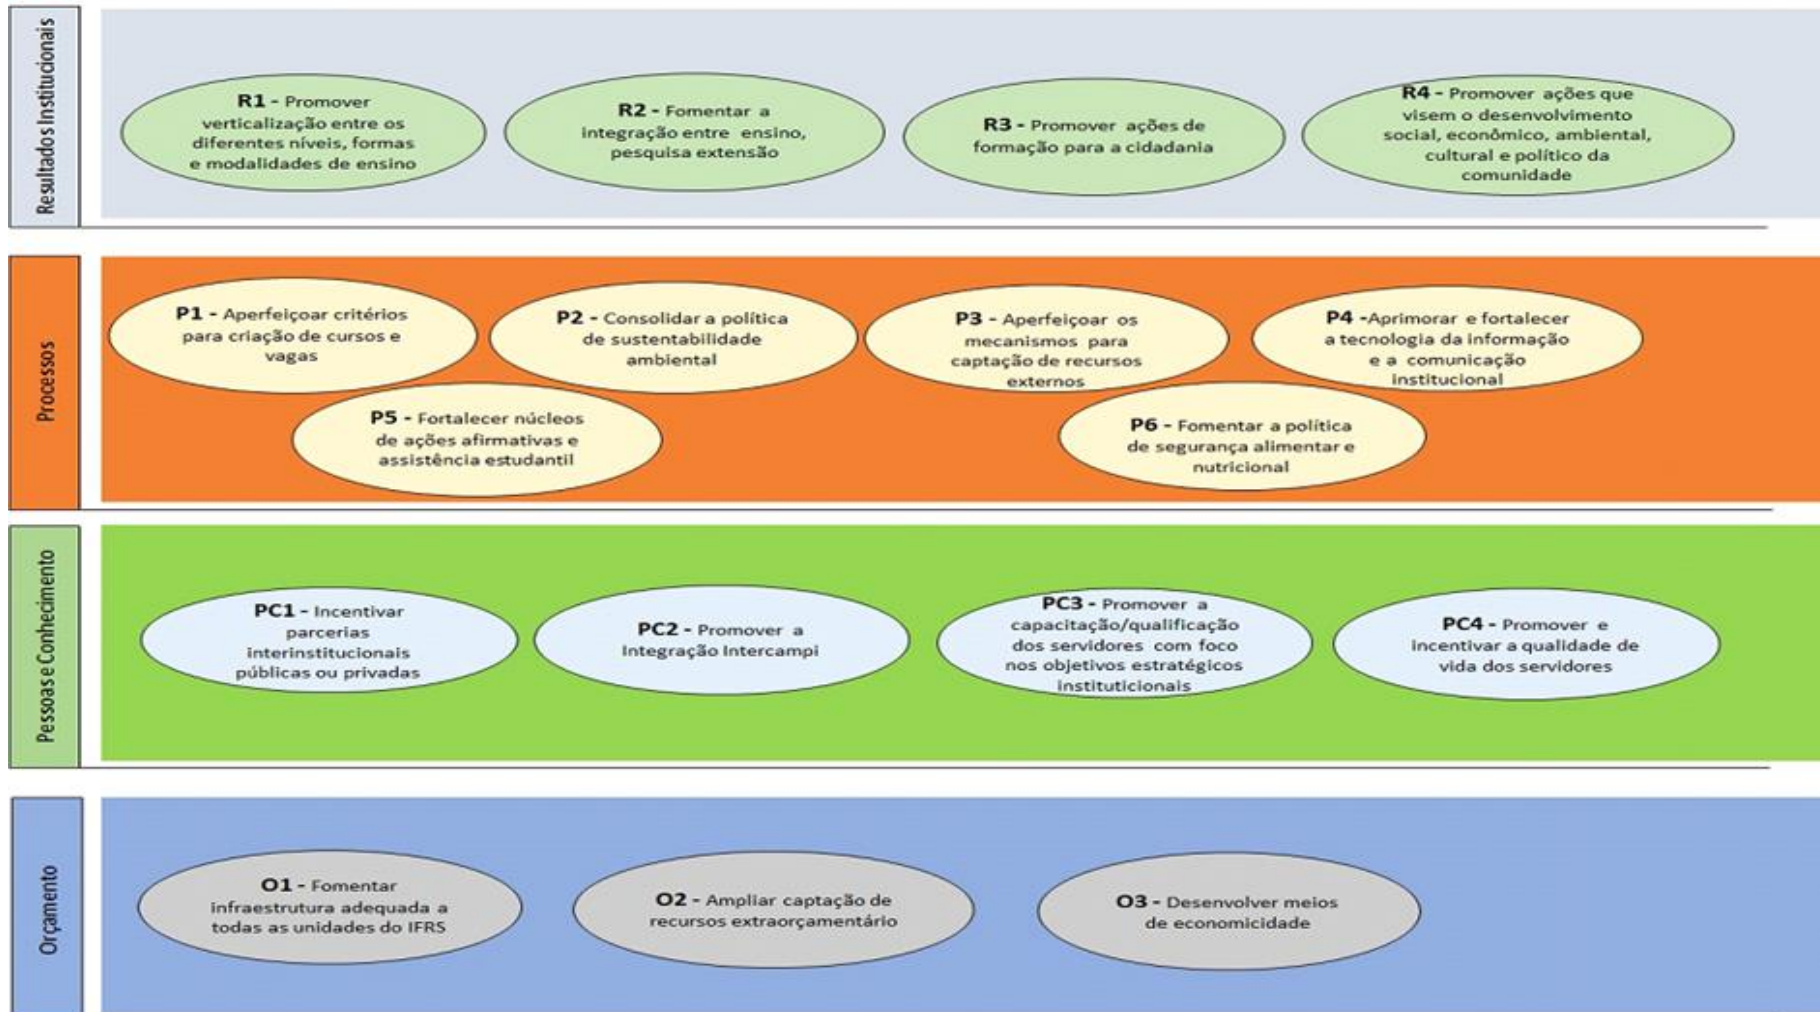 Resultados Institucionais
R1 - Promover
verticalização entre os
diferentes níveis, formas
e modalidades de ensino
R2 - Fomentar a
integração entre ensino,
pesquisa extensão
R3 - Promover ações de
formação para a cidadania
R4 - Promover ações que
visem o desenvolvimento
social, econômico, ambiental,
cultural e político da
comunidade
Processos
P1 - Aperfeiçoar critérios
para criação de cursos e
vagas
P2 - Consolidar a política
de sustentabilidade
ambiental
P3 - Aperfeiçoar os
mecanismos para
captação de recursos
externos
P4 -Aprimorar e fortalecer
a tecnologia da informação
e a comunicação
institucional
P5 - Fortalecer núcleos
de ações afirmativas e
assistência estudantil
P6 - Fomentar a política
de segurança alimentar e
nutricional
Pessoas e Conhecimento
PC1 - Incentivar
parcerias
interinstitucionais
públicas ou privadas
PC2 - Promover a
Integração Intercampi
PC3 - Promover a
capacitação/qualificação
dos servidores com foco
nos objetivos estratégicos
instituticionais
PC4 - Promover e
incentivar a qualidade de
vida dos servidores
Orçamento
O1 - Fomentar
infraestrutura adequada a
todas as unidades do IFRS
O2 - Ampliar captação de
recursos extraorçamentário
O3 - Desenvolver meios
de economicidade